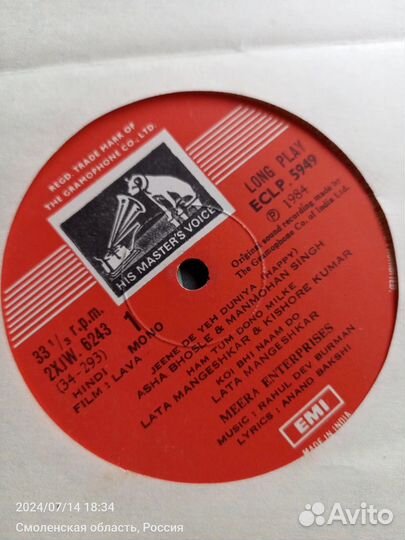 REGD. TRADE MARK OF
THE GRAMOPHONE CO., LTD.
HIS MASTER'S VOICE
LONG PLAY
ECLP. 5949
℗ 1984
Original sound recording made by
The Gramophone Co. of India Ltd.
33 1/3 r.p.m.
2XJW. 6243
(34-293)
HINDI
FILM : LAVA
1
MONO
JEENE DE YEH DUNIYA (HAPPY)
ASHA BHOSLE & MANMOHAN SINGH
HAM TUM DONO MILKE
LATA MANGESHKAR & KISHORE KUMAR
KOI BHI NAAM DO
LATA MANGESHKAR
MEERA ENTERPRISES
MUSIC : RAHUL DEV BURMAN
LYRICS : ANAND BAKSHI
EMI
MADE IN INDIA
2024/07/14 18:34
Смоленская область, Россия
Avito